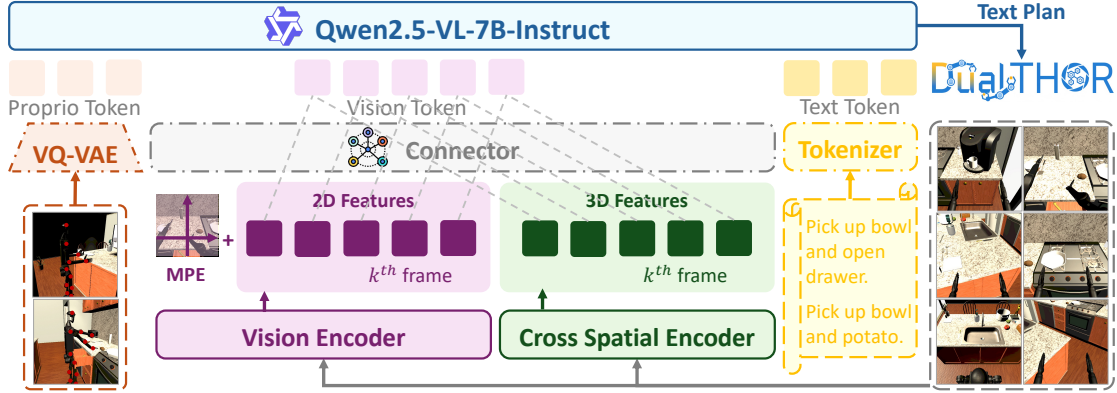 Qwen2.5-VL-7B-Instruct
Text Plan
DualTHOR
Proprio Token
Vision Token
Text Token
VQ-VAE
Connector
Tokenizer
2D Features
3D Features
MPE
+
k^th frame
k^th frame
Pick up bowl
and open
drawer.
Pick up bowl
and potato.
Vision Encoder
Cross Spatial Encoder